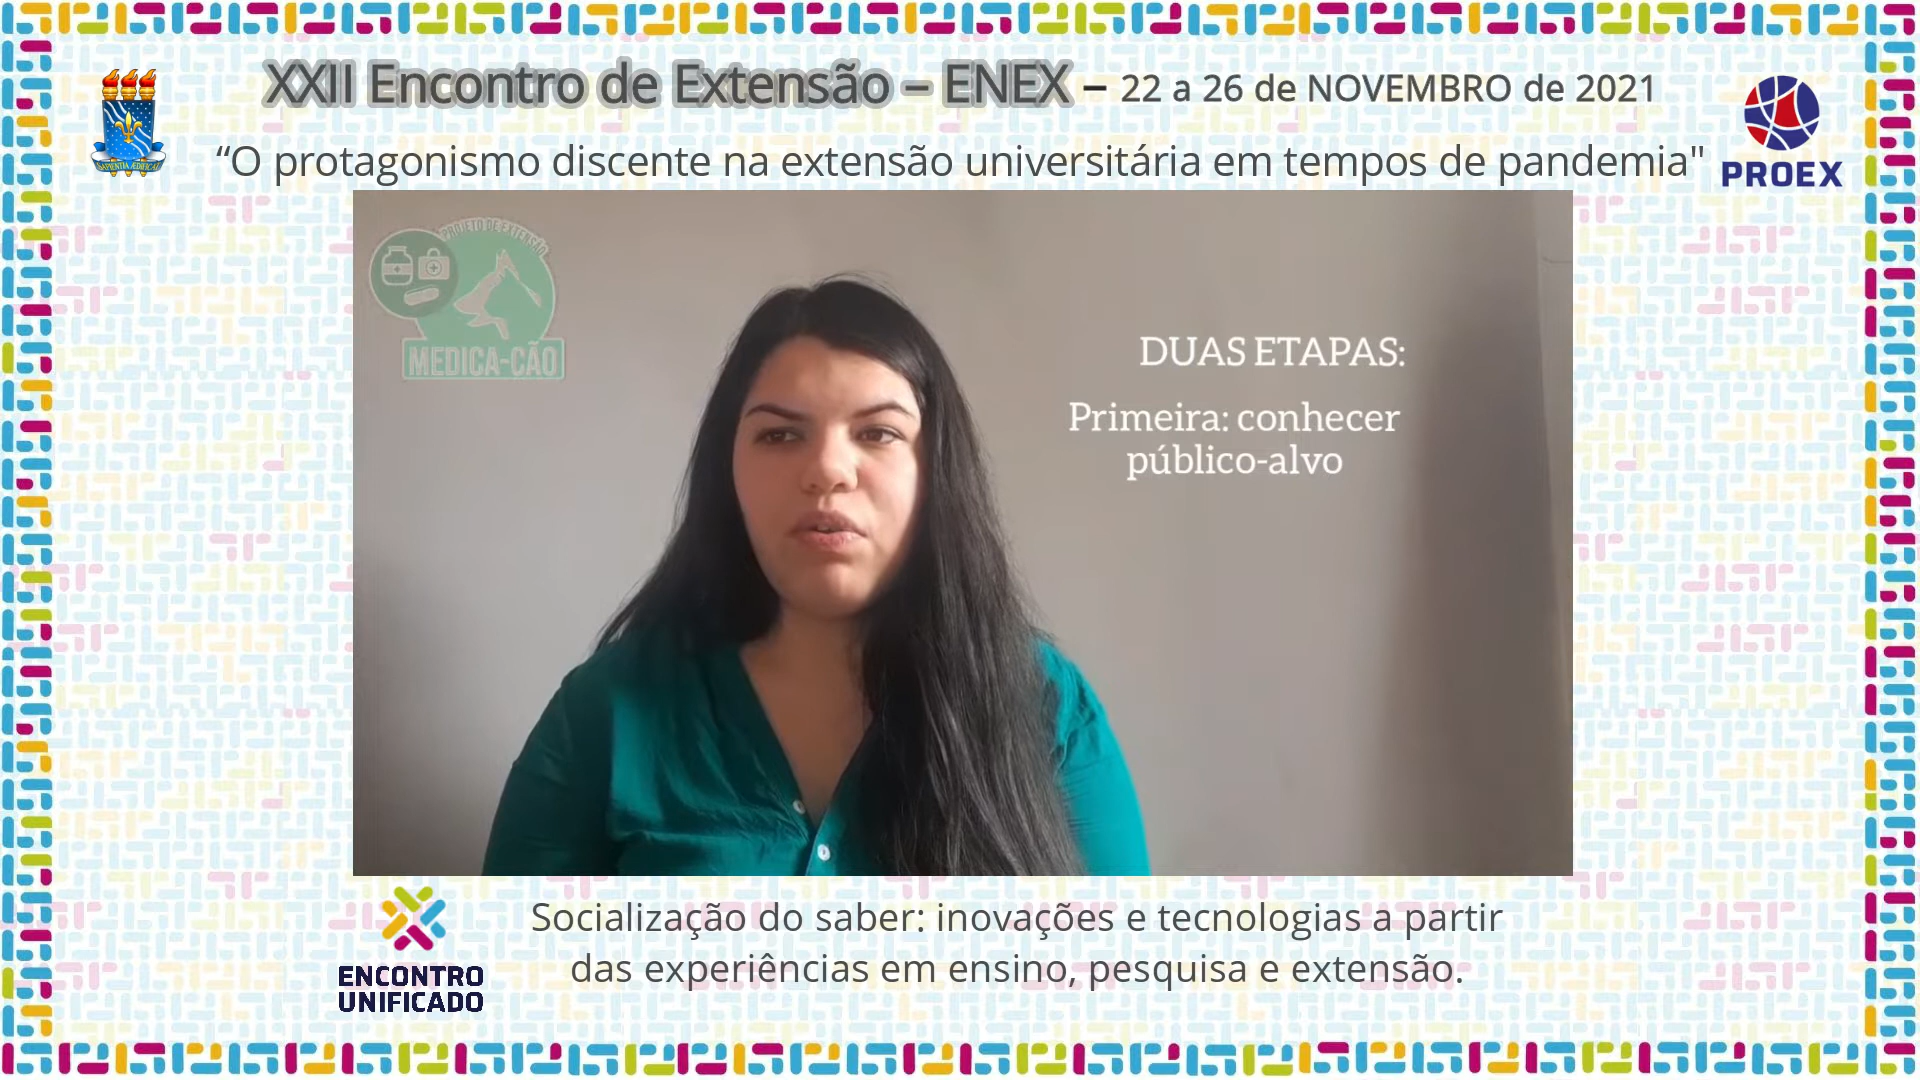 XXII Encontro de Extensão – ENEX – 22 a 26 de NOVEMBRO de 2021
“O protagonismo discente na extensão universitária em tempos de pandemia"
SAPIENTIA ÆDIFICAT
PROEX
PROJETO DE EXTENSÃO
MEDICA-CÃO
DUAS ETAPAS:
Primeira: conhecer
público-alvo
ENCONTRO
UNIFICADO
Socialização do saber: inovações e tecnologias a partir
das experiências em ensino, pesquisa e extensão.